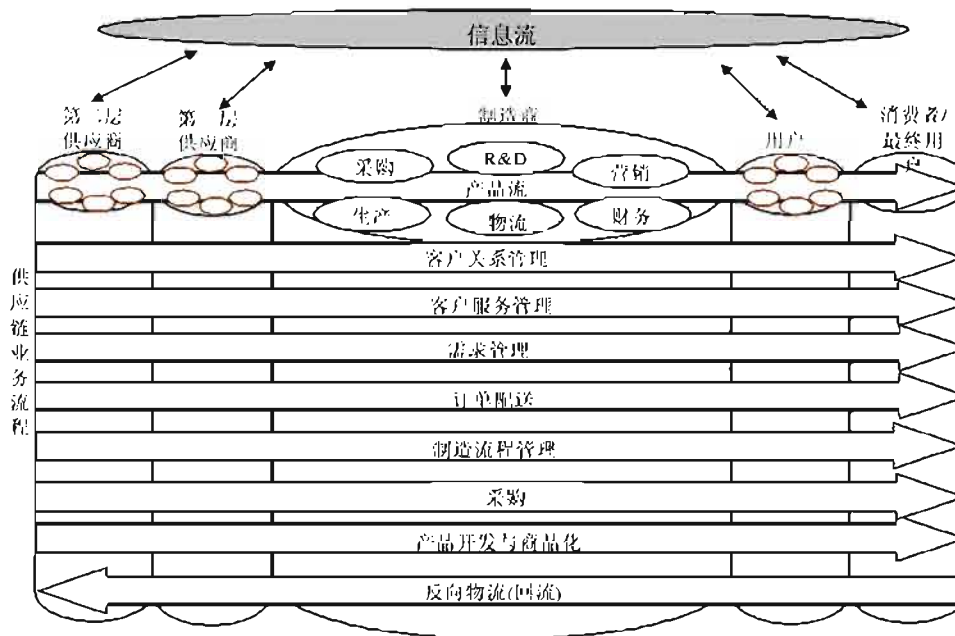 信息流
第二层
供应商
第一层
供应商
制造商
用户
消费者/
最终用
户
采购
R&D
营销
产品流
生产
物流
财务
供应链业务流程
客户关系管理
客户服务管理
需求管理
订单配送
制造流程管理
采购
产品开发与商品化
反向物流(回流)